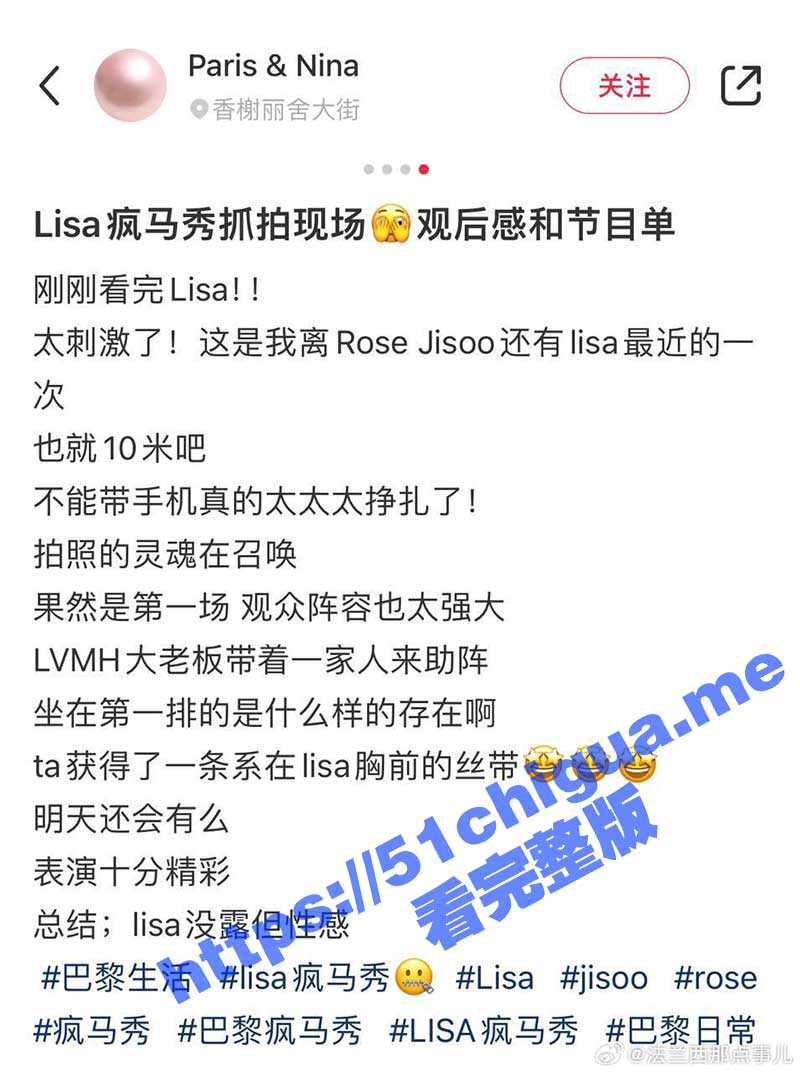 Paris & Nina
香榭丽舍大街
关注
Lisa疯马秀抓拍现场🫣观后感和节目单
刚刚看完Lisa！！
太刺激了！这是我离Rose Jisoo还有lisa最近的一
次
也就10米吧
不能带手机真的太太太挣扎了！
拍照的灵魂在召唤
果然是第一场 观众阵容也太强大
LVMH大老板带着一家人来助阵
坐在第一排的是什么样的存在啊
ta获得了一条系在lisa胸前的丝带🤩🤩🤩
明天还会有么
表演十分精彩
总结；lisa没露但性感
#巴黎生活 #lisa疯马秀🤐 #Lisa #jisoo #rose
#疯马秀 #巴黎疯马秀 #LISA疯马秀 #巴黎日常
https://51chigua.me
看完整版
@法兰西那点事儿